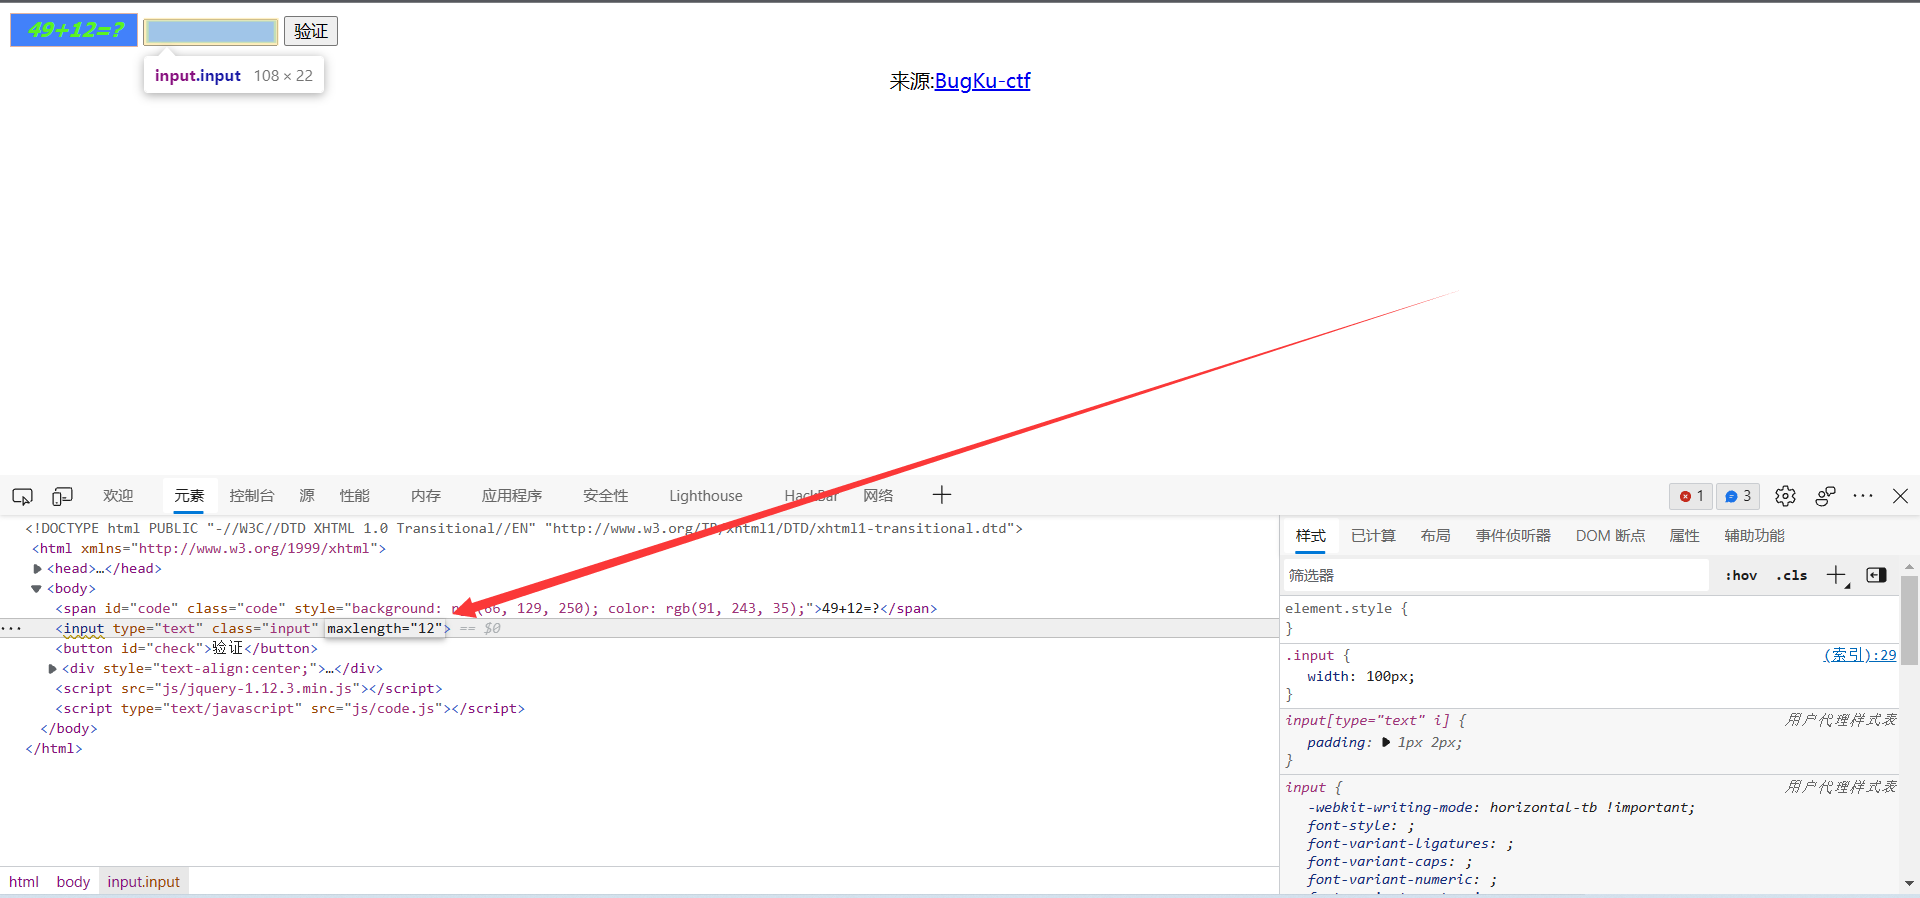 49+12=? 验证
input.input 108 × 22
来源:BugKu-ctf
欢迎 元素 控制台 源 性能 内存 应用程序 安全性 Lighthouse HackBar 网络 1 3
<!DOCTYPE html PUBLIC "-//W3C//DTD XHTML 1.0 Transitional//EN" "http://www.w3.org/TR/xhtml1/DTD/xhtml1-transitional.dtd">
<html xmlns="http://www.w3.org/1999/xhtml">
<head>…</head>
<body>
<span id="code" class="code" style="background: rgb(66, 129, 250); color: rgb(91, 243, 35);">49+12=?</span>
<input type="text" class="input" maxlength="12"> == $0
<button id="check">验证</button>
<div style="text-align:center;">…</div>
<script src="js/jquery-1.12.3.min.js"></script>
<script type="text/javascript" src="js/code.js"></script>
</body>
</html>
html body input.input
样式 已计算 布局 事件侦听器 DOM 断点 属性 辅助功能
筛选器 :hov .cls
element.style {
}
.input { (索引):29
width: 100px;
}
input[type="text" i] { 用户代理样式表
padding: 1px 2px;
}
input { 用户代理样式表
-webkit-writing-mode: horizontal-tb !important;
font-style: ;
font-variant-ligatures: ;
font-variant-caps: ;
font-variant-numeric: ;